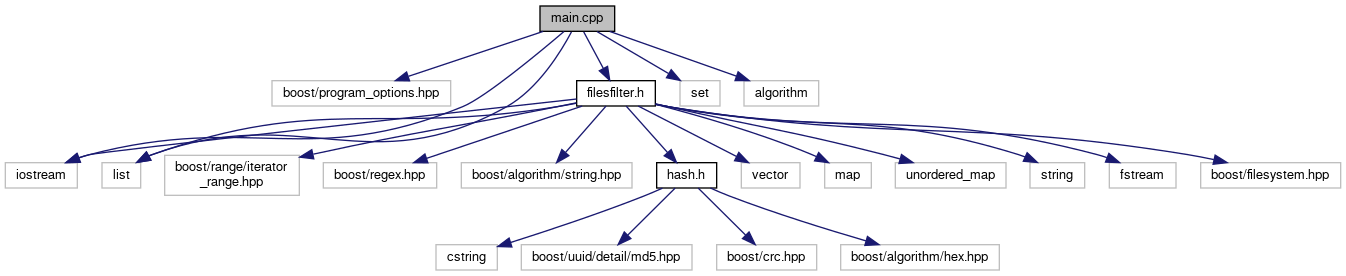 main.cpp
boost/program_options.hpp
filesfilter.h
set
algorithm
iostream
list
boost/range/iterator
_range.hpp
boost/regex.hpp
boost/algorithm/string.hpp
hash.h
vector
map
unordered_map
string
fstream
boost/filesystem.hpp
cstring
boost/uuid/detail/md5.hpp
boost/crc.hpp
boost/algorithm/hex.hpp